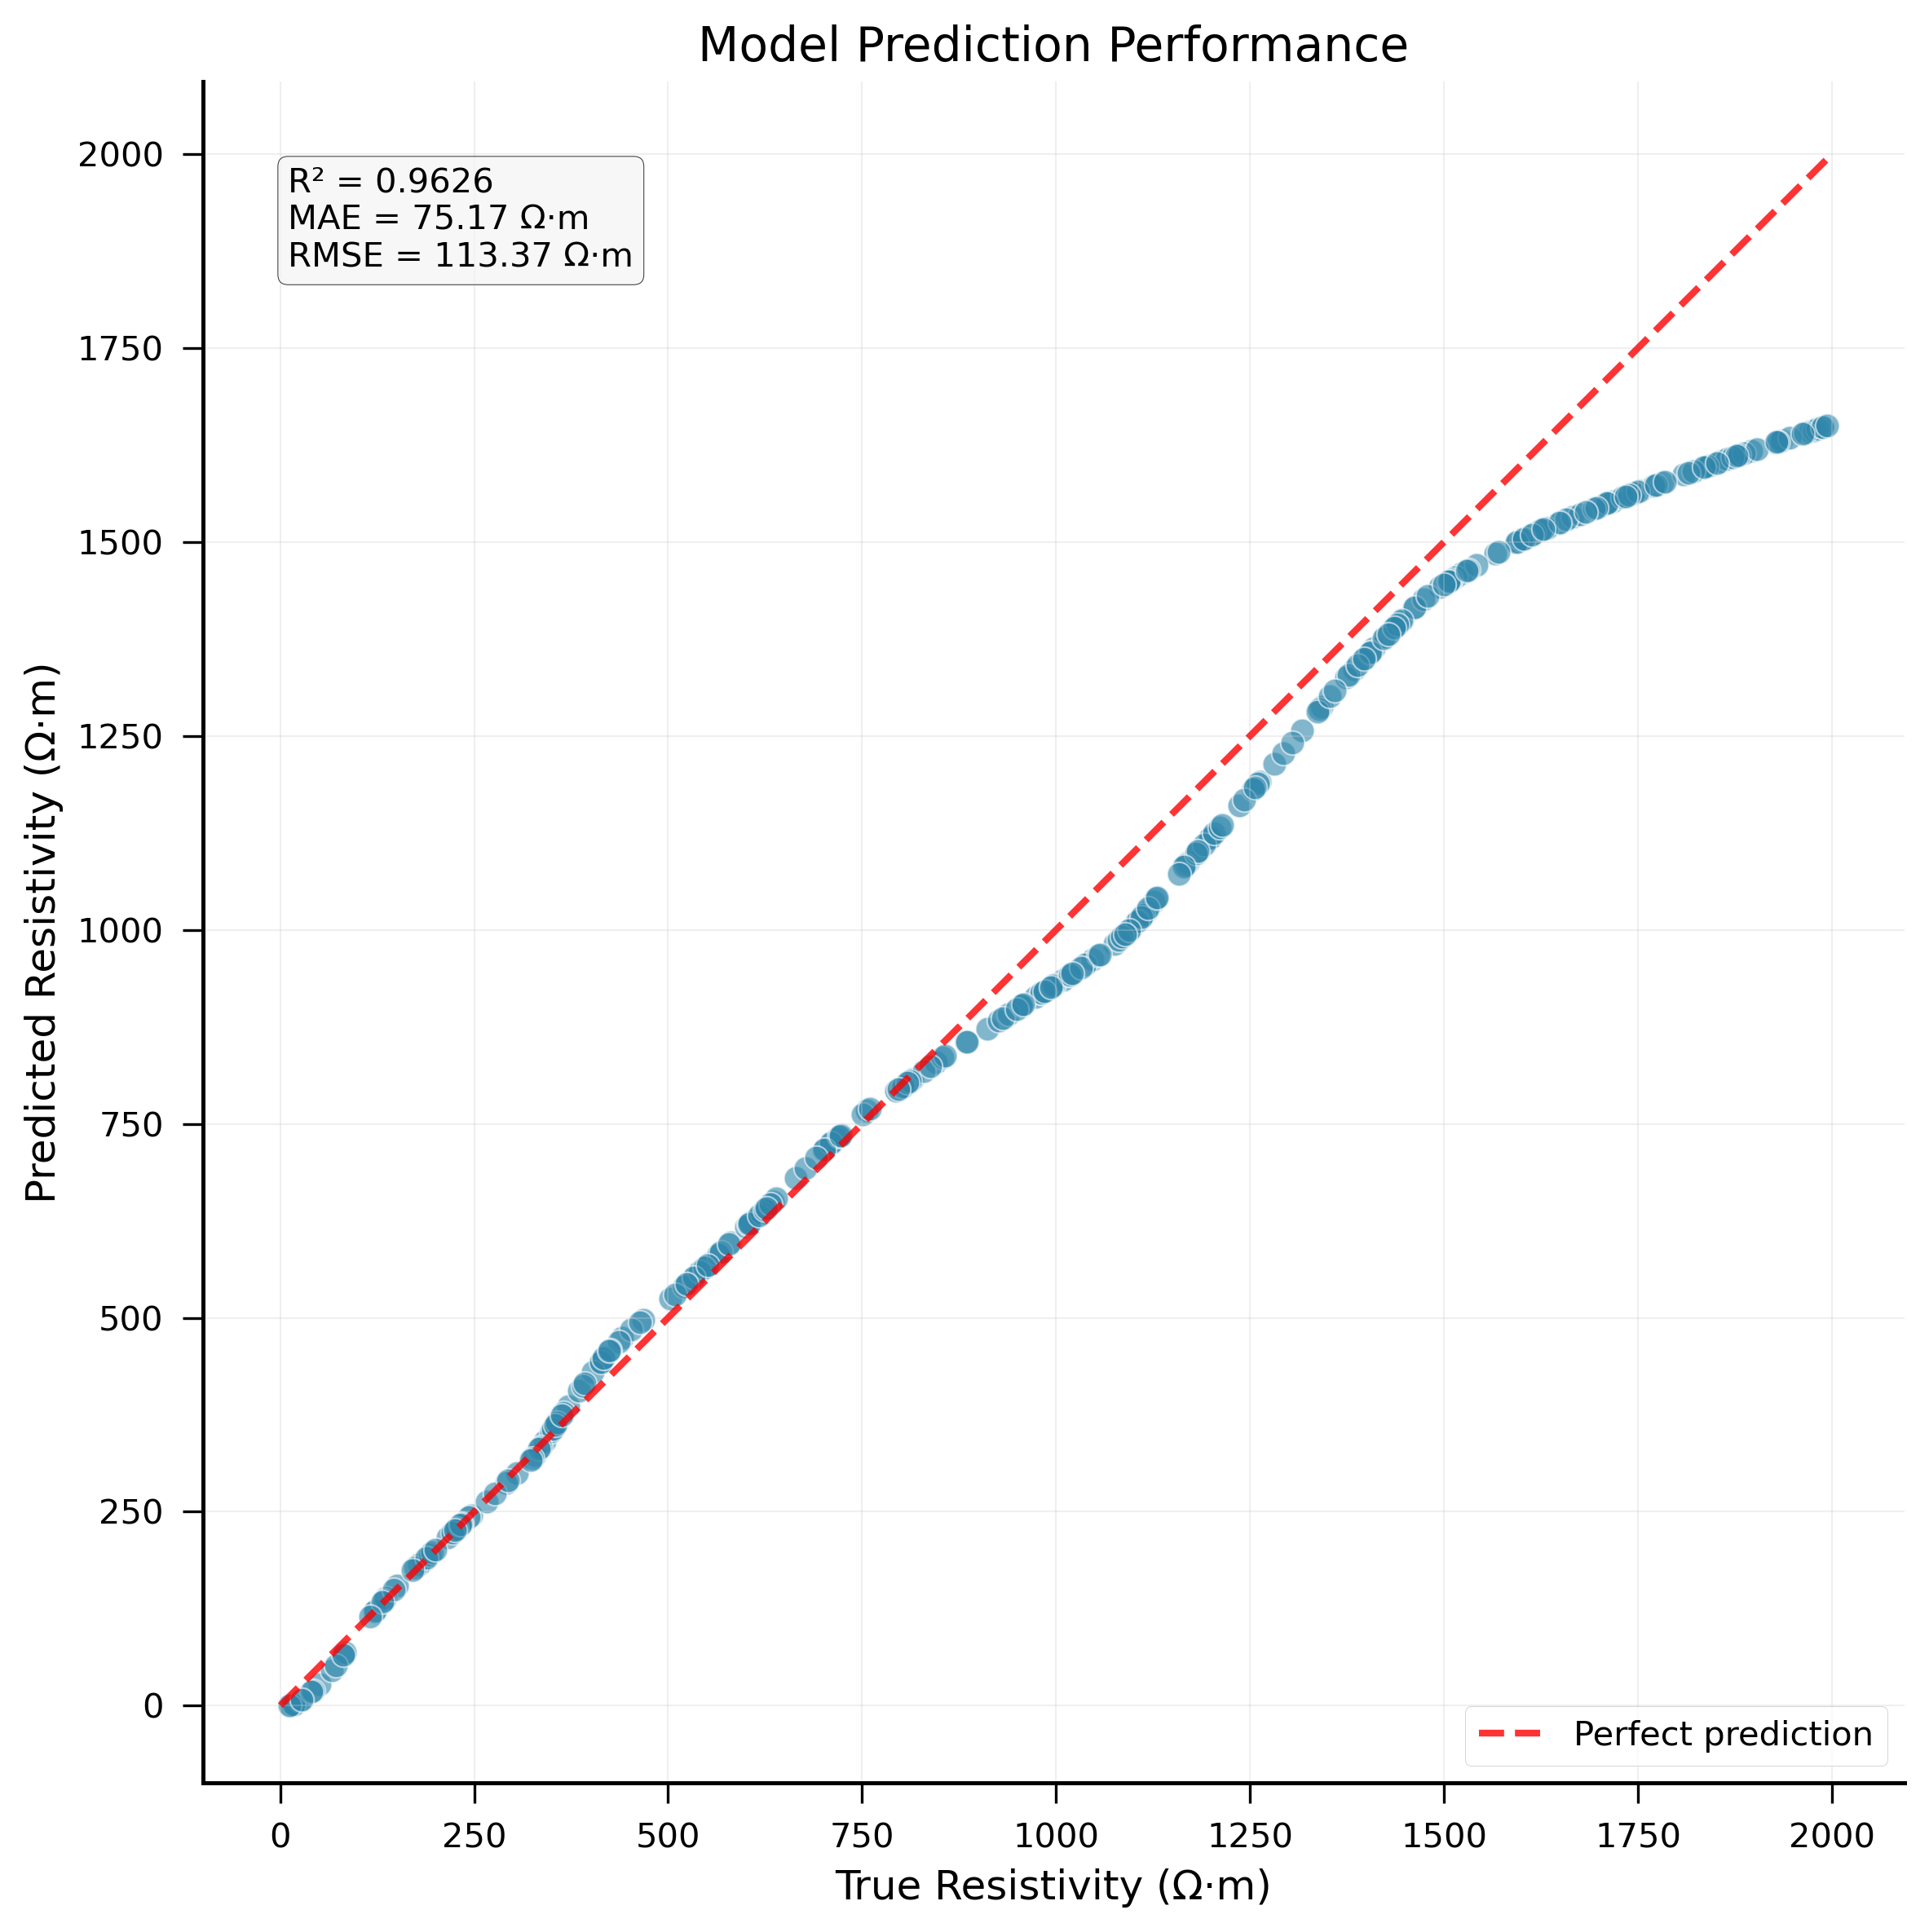 Model Prediction Performance
R² = 0.9626
MAE = 75.17 Ω·m
RMSE = 113.37 Ω·m
Predicted Resistivity (Ω·m)
2000
1750
1500
1250
1000
750
500
250
0
Perfect prediction
0 250 500 750 1000 1250 1500 1750 2000
True Resistivity (Ω·m)